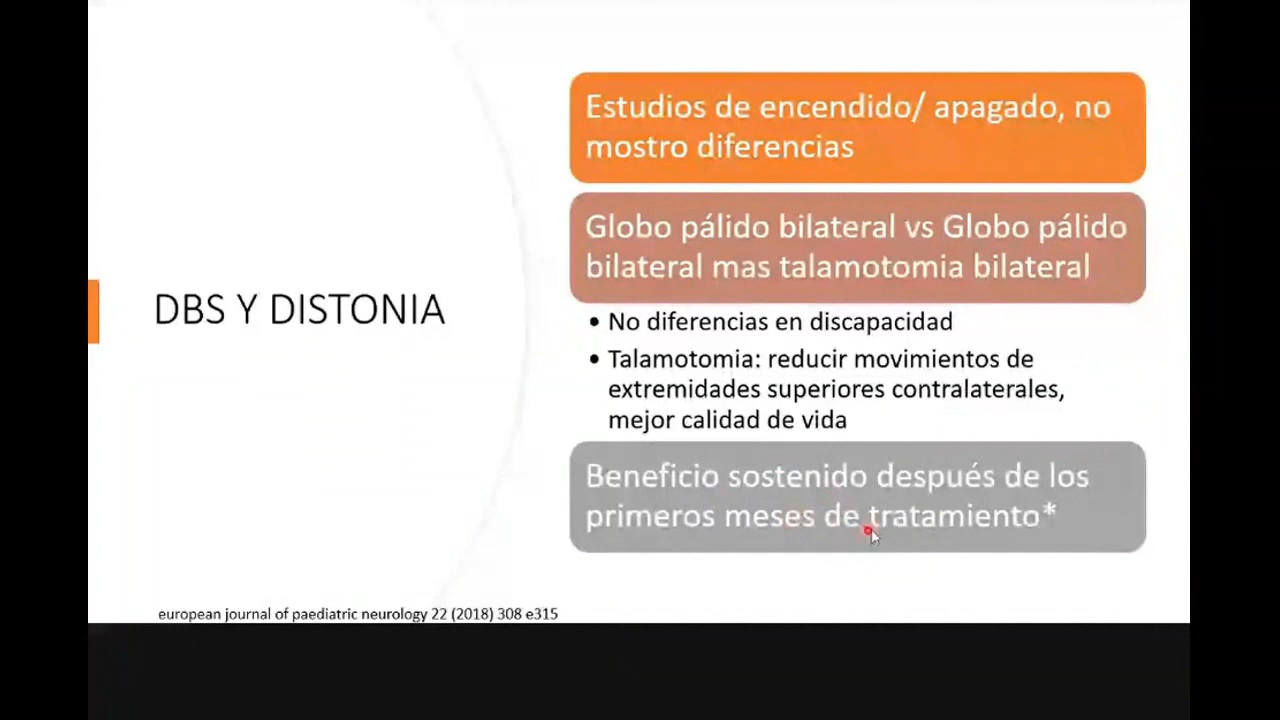 DBS Y DISTONIA
Estudios de encendido/ apagado, no
mostro diferencias
Globo pálido bilateral vs Globo pálido
bilateral mas talamotomia bilateral
• No diferencias en discapacidad
• Talamotomia: reducir movimientos de
extremidades superiores contralaterales,
mejor calidad de vida
Beneficio sostenido después de los
primeros meses de tratamiento*
european journal of paediatric neurology 22 (2018) 308 e315